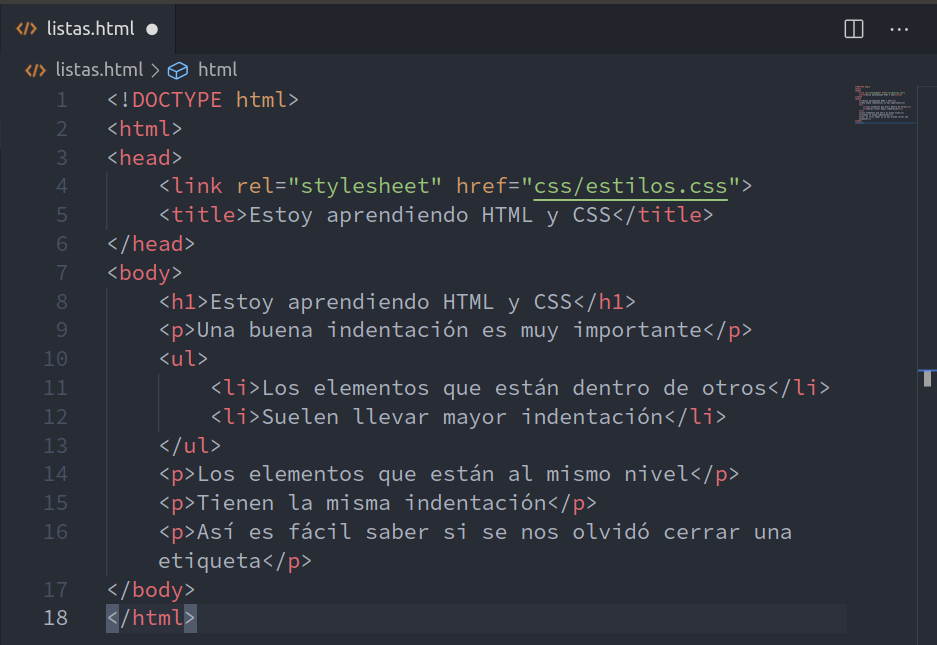 listas.html
listas.html > html
1 <!DOCTYPE html>
2 <html>
3 <head>
4     <link rel="stylesheet" href="css/estilos.css">
5     <title>Estoy aprendiendo HTML y CSS</title>
6 </head>
7 <body>
8     <h1>Estoy aprendiendo HTML y CSS</h1>
9     <p>Una buena indentación es muy importante</p>
10     <ul>
11         <li>Los elementos que están dentro de otros</li>
12         <li>Suelen llevar mayor indentación</li>
13     </ul>
14     <p>Los elementos que están al mismo nivel</p>
15     <p>Tienen la misma indentación</p>
16     <p>Así es fácil saber si se nos olvidó cerrar una
    etiqueta</p>
17 </body>
18 </html>